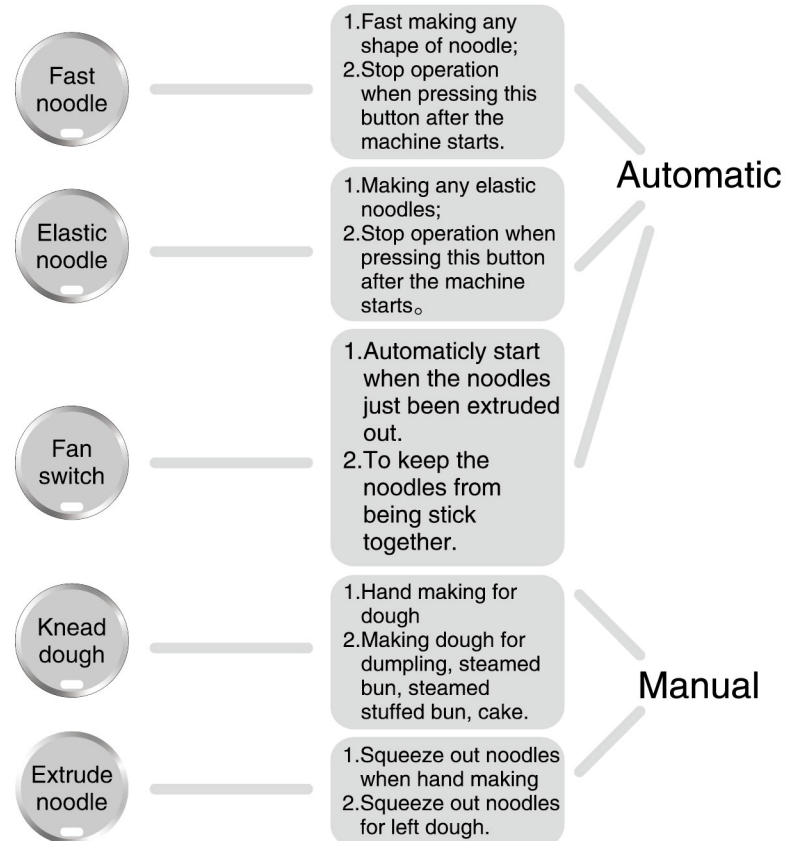 Fast
noodle
1.Fast making any
shape of noodle;
2.Stop operation
when pressing this
button after the
machine starts.
Automatic
Elastic
noodle
1.Making any elastic
noodles;
2.Stop operation when
pressing this button
after the machine
starts。
Fan
switch
1.Automaticly start
when the noodles
just been extruded
out.
2.To keep the
noodles from
being stick
together.
Knead
dough
1.Hand making for
dough
2.Making dough for
dumpling, steamed
bun, steamed
stuffed bun, cake.
Manual
Extrude
noodle
1.Squeeze out noodles
when hand making
2.Squeeze out noodles
for left dough.